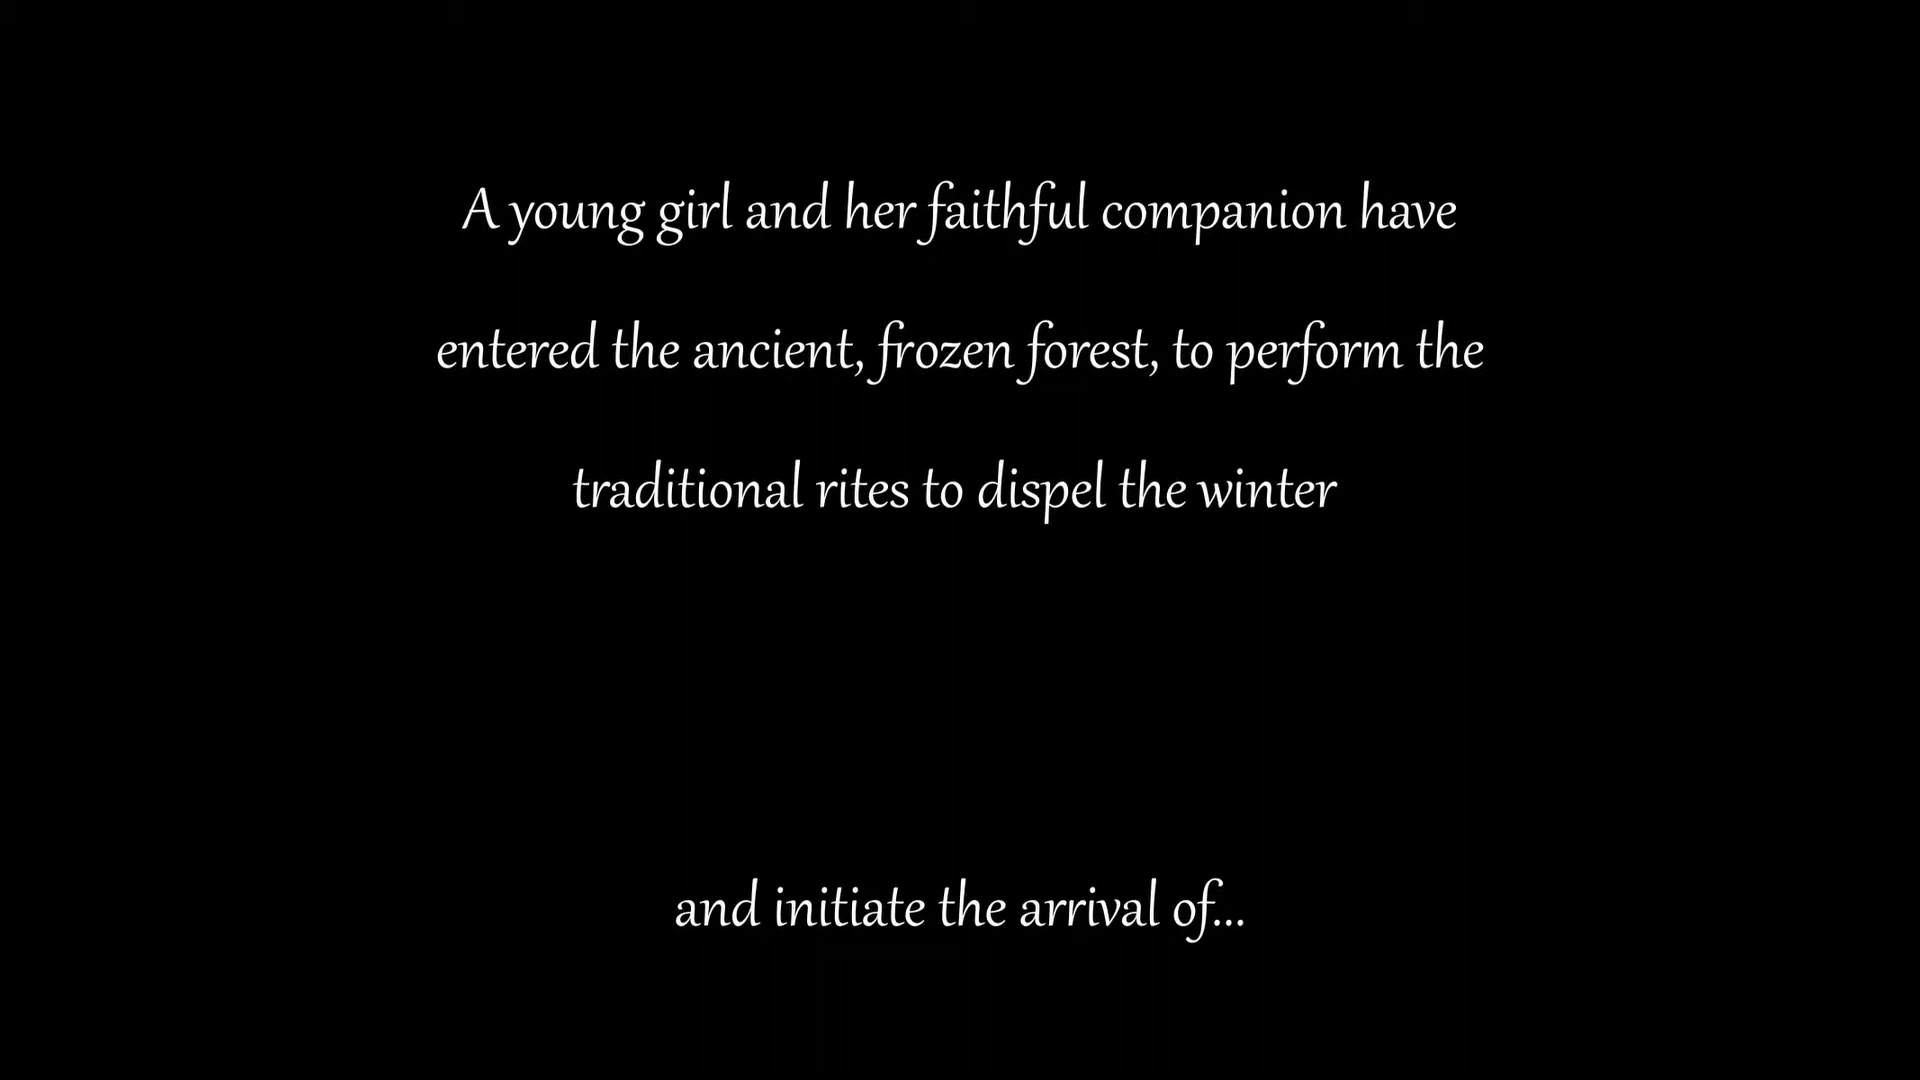 A young girl and her faithful companion have
entered the ancient, frozen forest, to perform the
traditional rites to dispel the winter
and initiate the arrival of...